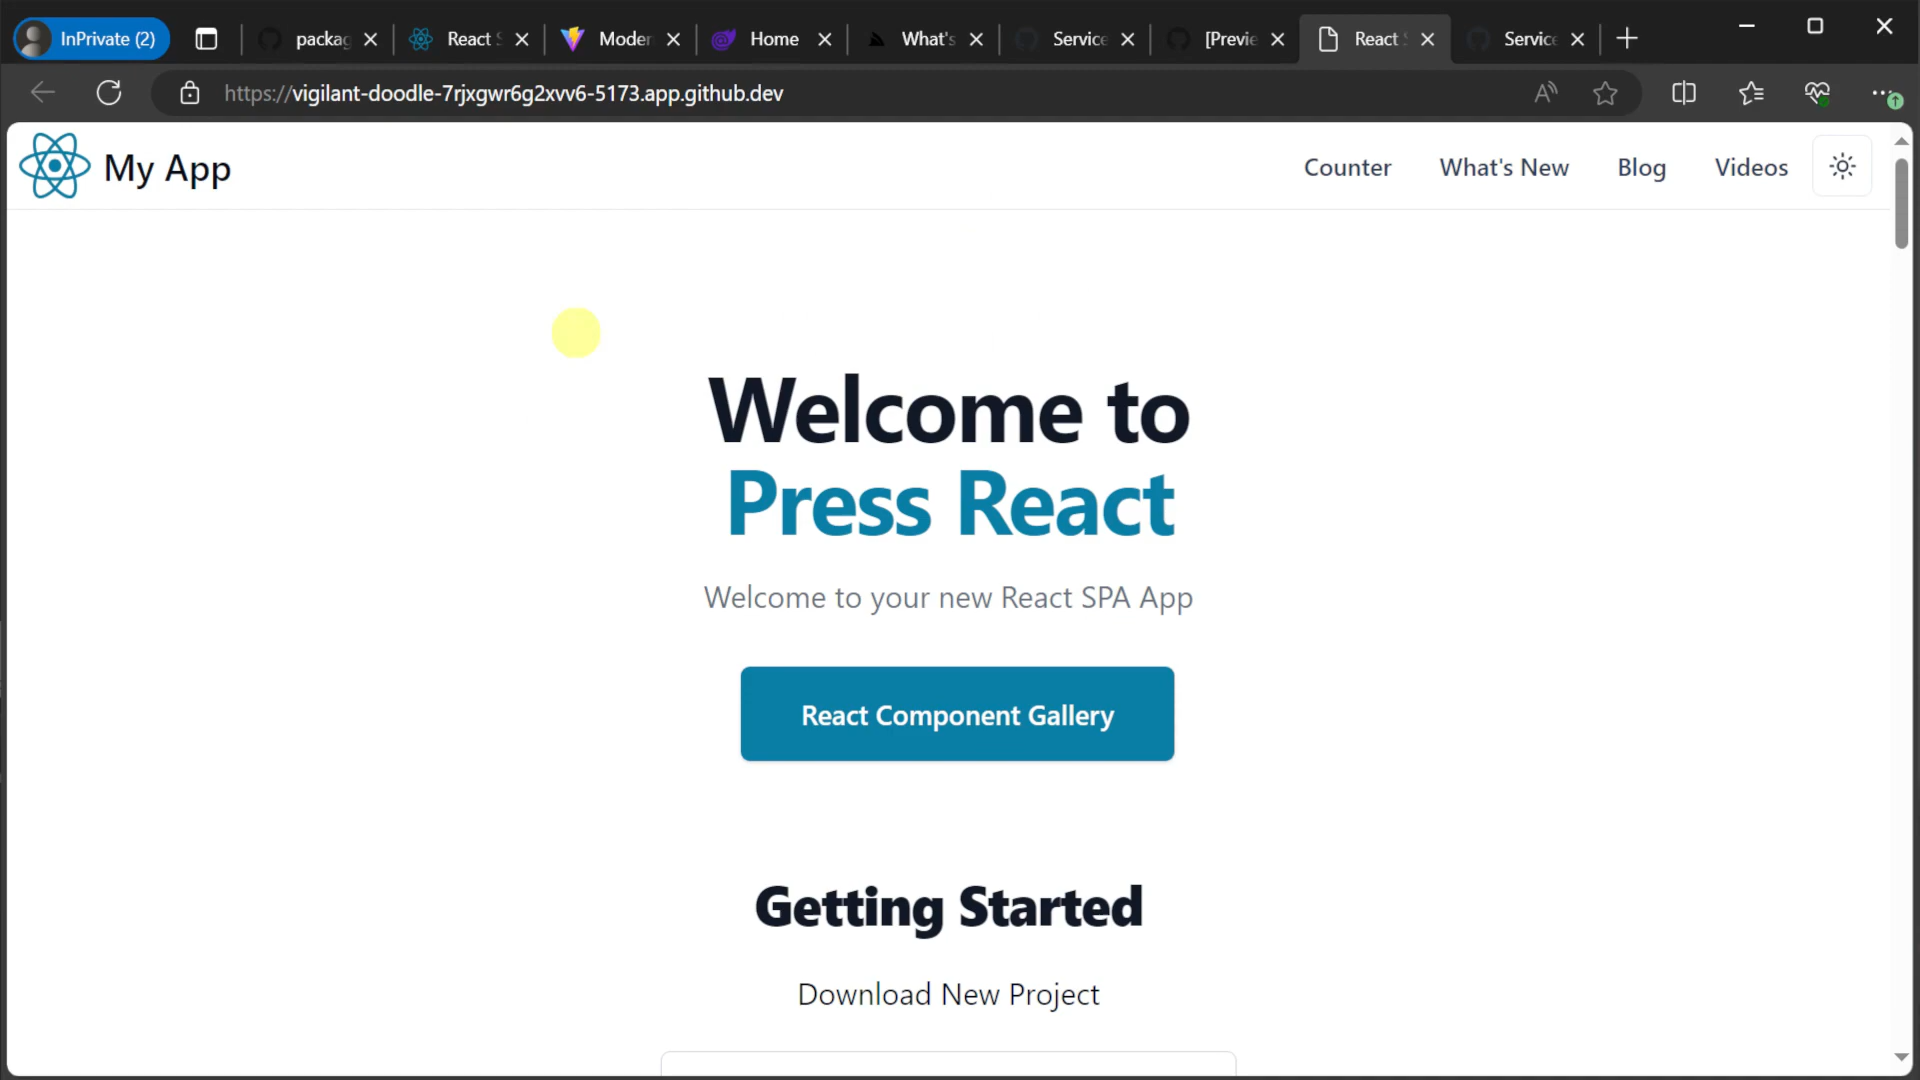 InPrivate (2)
packag
React S
Moder
Home
What's
Service
[Previe
React S
Service
https://vigilant-doodle-7rjxgwr6g2xvv6-5173.app.github.dev
My App
Counter
What's New
Blog
Videos
Welcome to
Press React
Welcome to your new React SPA App
React Component Gallery
Getting Started
Download New Project